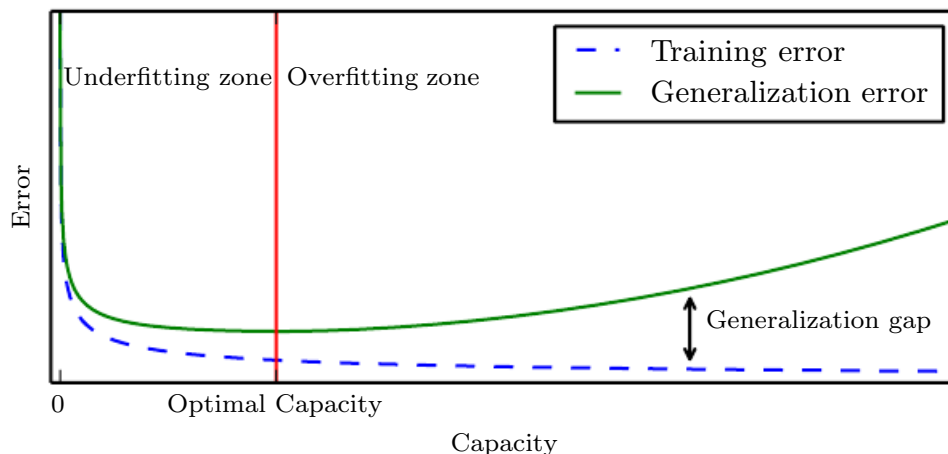 Training error
Generalization error
Underfitting zone
Overfitting zone
Error
Generalization gap
0
Optimal Capacity
Capacity